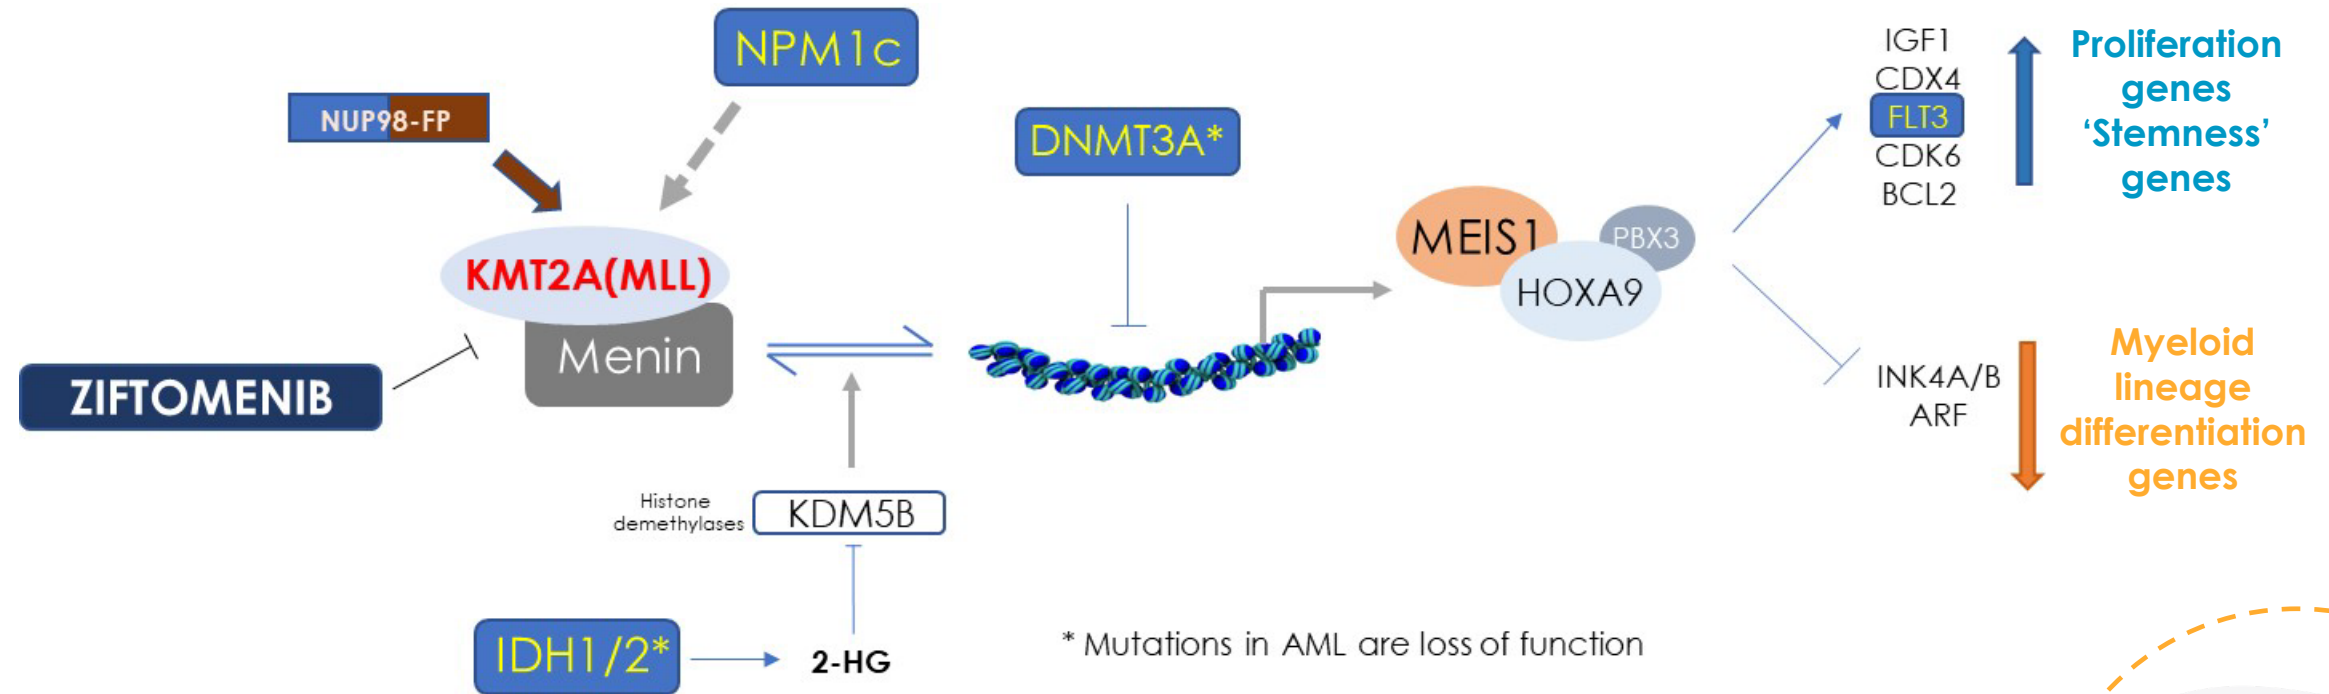 NPM1c
NUP98-FP
DNMT3A*
KMT2A(MLL)
Menin
ZIFTOMENIB
Histone
demethylases
KDM5B
IDH1/2*
2-HG
* Mutations in AML are loss of function
MEIS1
PBX3
HOXA9
IGF1
CDX4
FLT3
CDK6
BCL2
Proliferation
genes
‘Stemness’
genes
INK4A/B
ARF
Myeloid
lineage
differentiation
genes